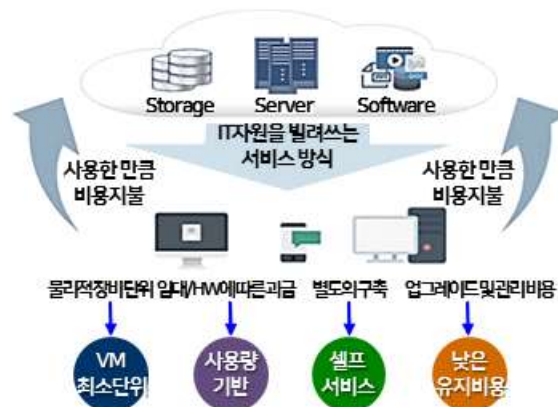 Storage Server Software
IT자원을 빌려쓰는
서비스 방식
사용한 만큼
비용지불
사용한 만큼
비용지불
물리적장비단위 임대/HW에따른과금 별도의구축 업그레이드및관리비용
VM
최소단위
사용량
기반
셀프
서비스
낮은
유지비용